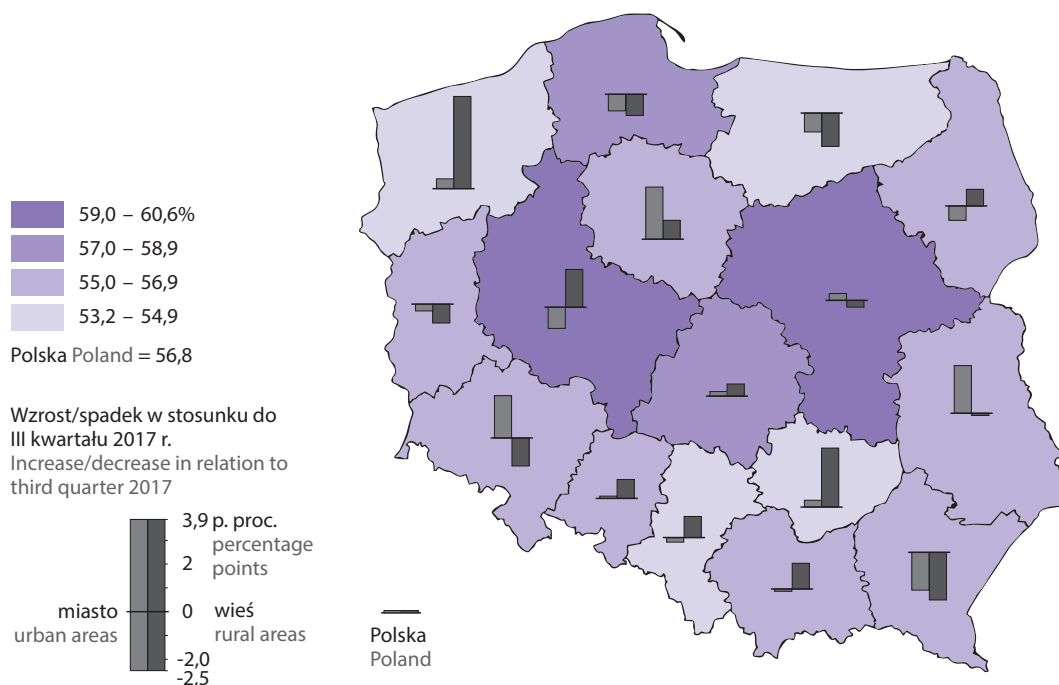 59,0 – 60,6%
57,0 – 58,9
55,0 – 56,9
53,2 – 54,9
Polska Poland = 56,8
Wzrost/spadek w stosunku do
III kwartału 2017 r.
Increase/decrease in relation to
third quarter 2017
3,9 p. proc.
percentage
points
2
miasto 0 wieś
urban areas rural areas
-2,0
-2,5
Polska
Poland